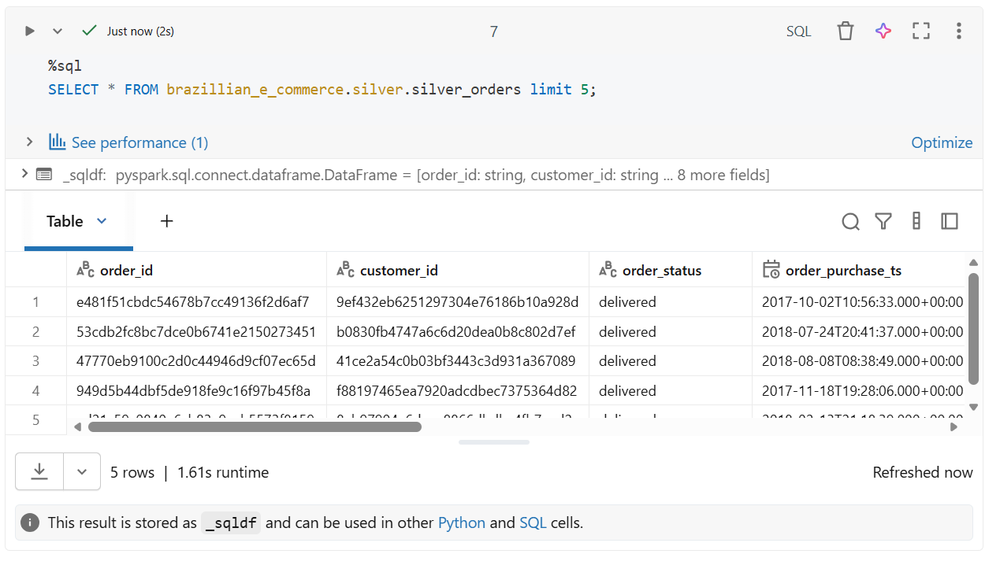 Just now (2s) 7 SQL
%sql
SELECT * FROM brazillian_e_commerce.silver.silver_orders limit 5;
See performance (1) Optimize
_sqldf: pyspark.sql.connect.dataframe.DataFrame = [order_id: string, customer_id: string ... 8 more fields]
Table +
ABC order_id ABC customer_id ABC order_status order_purchase_ts
1 e481f51cbdc54678b7cc49136f2d6af7 9ef432eb6251297304e76186b10a928d delivered 2017-10-02T10:56:33.000+00:00
2 53cdb2fc8bc7dce0b6741e2150273451 b0830fb4747a6c6d20dea0b8c802d7ef delivered 2018-07-24T20:41:37.000+00:00
3 47770eb9100c2d0c44946d9cf07ec65d 41ce2a54c0b03bf3443c3d931a367089 delivered 2018-08-08T08:38:49.000+00:00
4 949d5b44dbf5de918fe9c16f97b45f8a f88197465ea7920adcdbec7375364d82 delivered 2017-11-18T19:28:06.000+00:00
5
5 rows | 1.61s runtime Refreshed now
This result is stored as _sqldf and can be used in other Python and SQL cells.